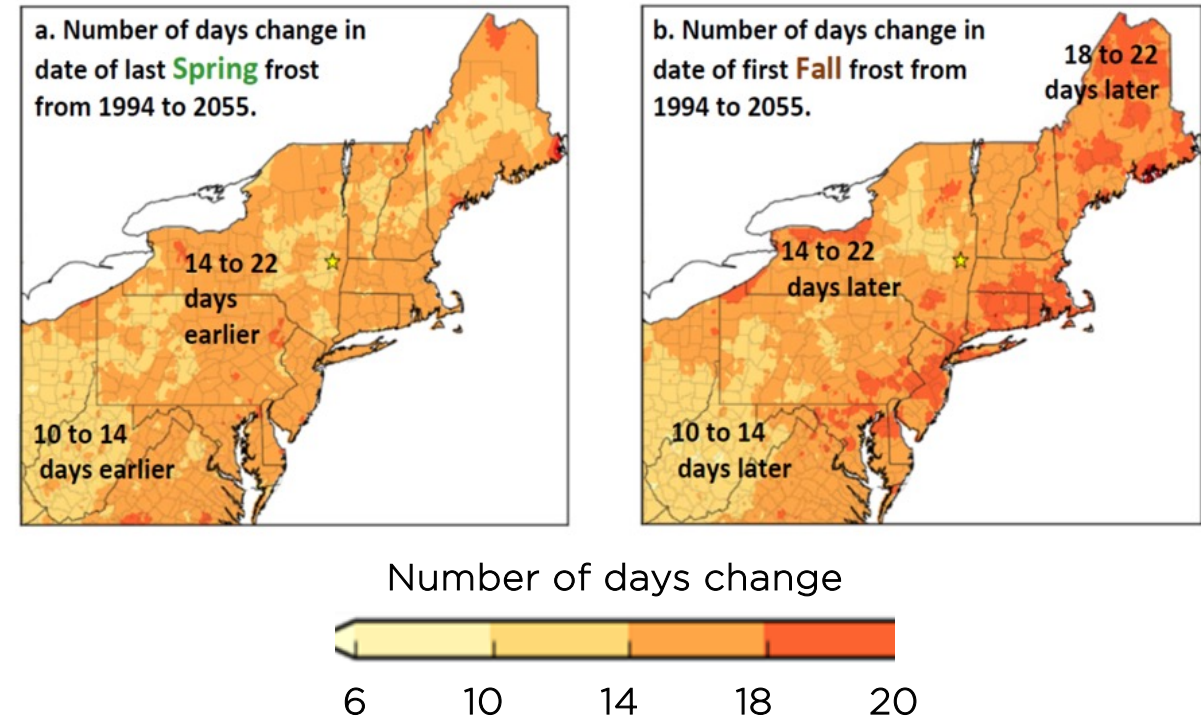 a. Number of days change in
date of last Spring frost
from 1994 to 2055.
14 to 22
days
earlier
10 to 14
days earlier
b. Number of days change in
date of first Fall frost from
1994 to 2055.
18 to 22
days later
14 to 22
days later
10 to 14
days later
Number of days change
6 10 14 18 20